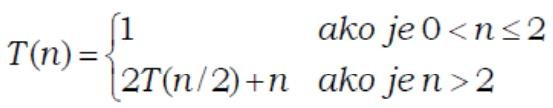 T(n) = { 1 ako je 0 < n ≤ 2
2T(n/2) + n ako je n > 2